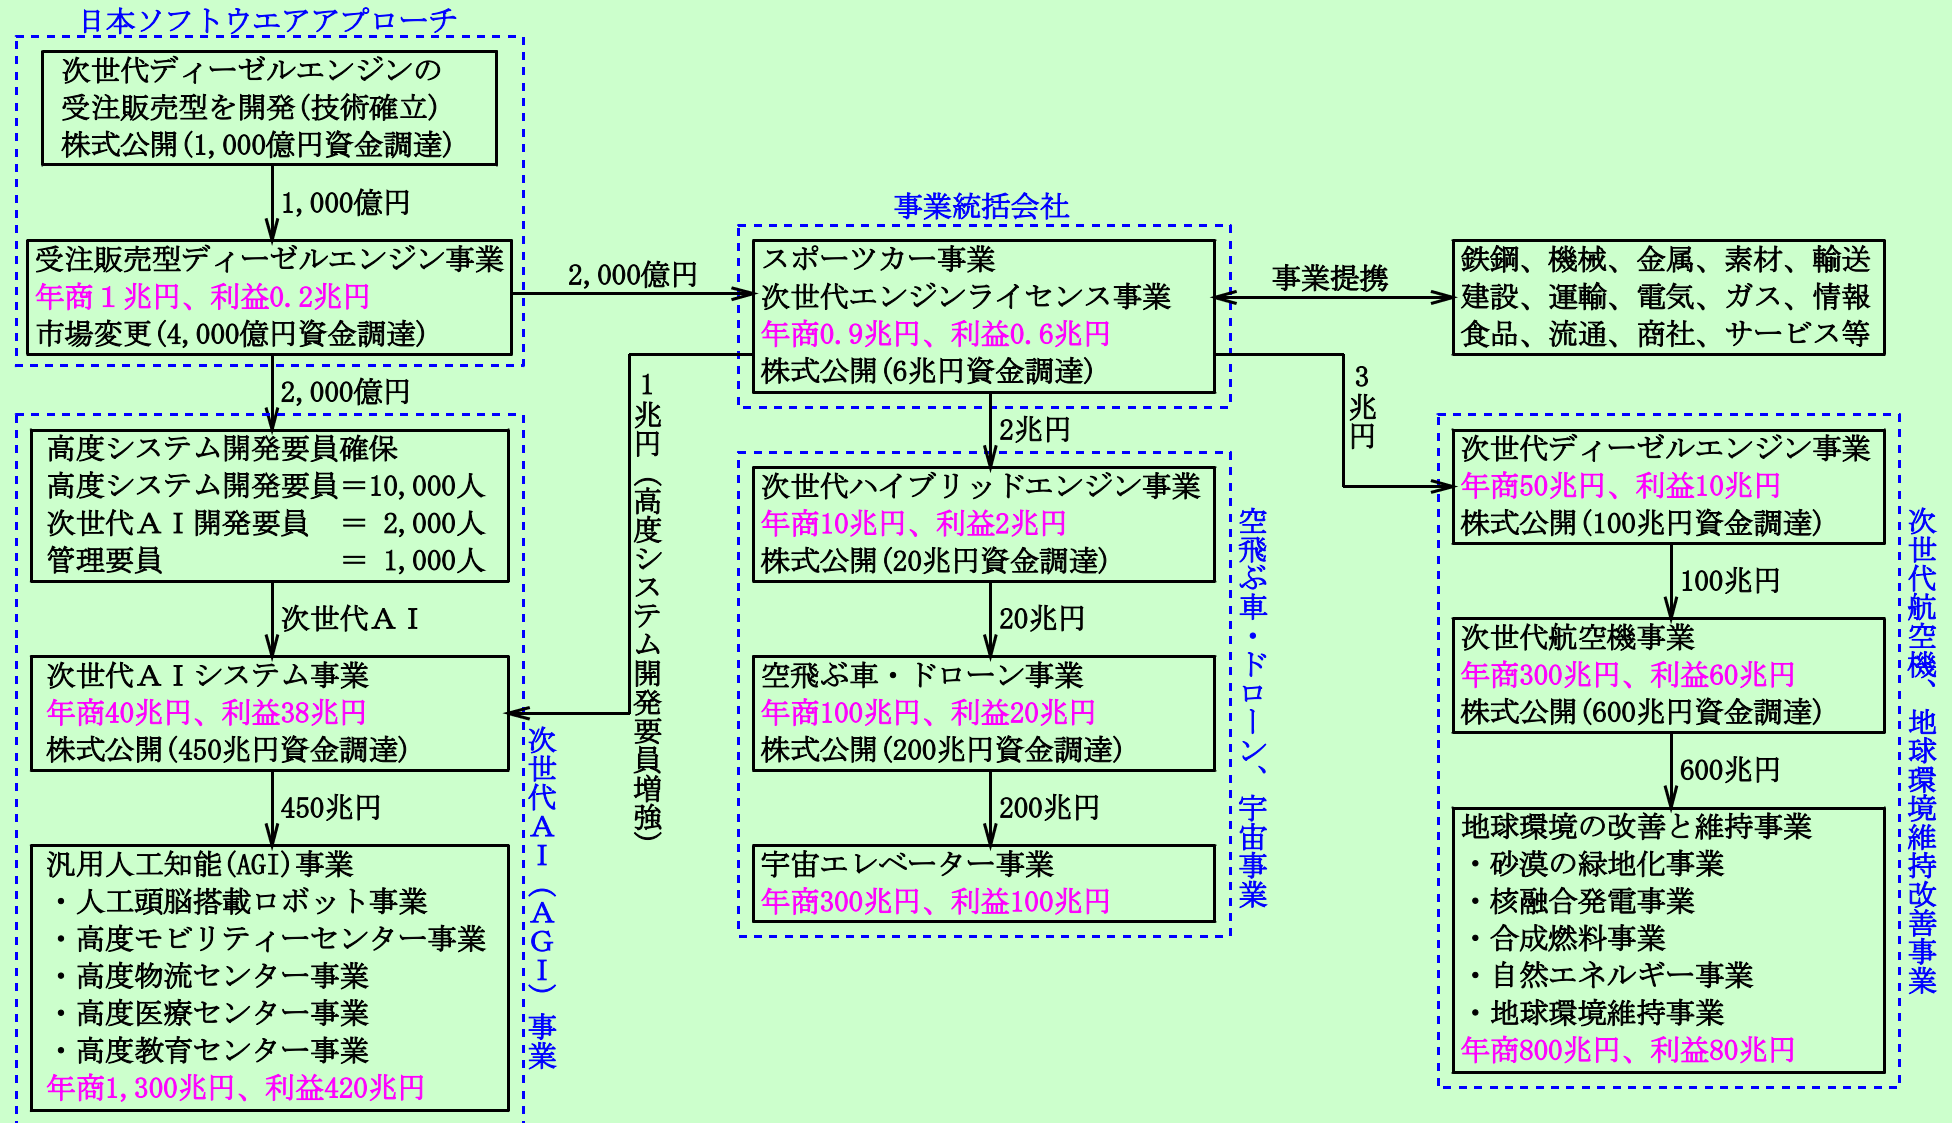 日本ソフトウエアアプローチ
次世代ディーゼルエンジンの
受注販売型を開発(技術確立)
株式公開(1,000億円資金調達)
1,000億円
受注販売型ディーゼルエンジン事業
年商１兆円、利益0.2兆円
市場変更(4,000億円資金調達)
2,000億円
2,000億円
高度システム開発要員確保
高度システム開発要員＝10,000人
次世代ＡＩ開発要員　＝ 2,000人
管理要員　　　　　　＝ 1,000人
次世代ＡＩ
次世代ＡＩシステム事業
年商40兆円、利益38兆円
株式公開(450兆円資金調達)
450兆円
汎用人工知能(AGI)事業
・人工頭脳搭載ロボット事業
・高度モビリティーセンター事業
・高度物流センター事業
・高度医療センター事業
・高度教育センター事業
年商1,300兆円、利益420兆円
次世代ＡＩ（ＡＧＩ）事業
1兆円（高度システム開発要員増強）
事業統括会社
スポーツカー事業
次世代エンジンライセンス事業
年商0.9兆円、利益0.6兆円
株式公開(6兆円資金調達)
2兆円
次世代ハイブリッドエンジン事業
年商10兆円、利益2兆円
株式公開(20兆円資金調達)
20兆円
空飛ぶ車・ドローン事業
年商100兆円、利益20兆円
株式公開(200兆円資金調達)
200兆円
宇宙エレベーター事業
年商300兆円、利益100兆円
空飛ぶ車・ドローン、宇宙事業
事業提携
鉄鋼、機械、金属、素材、輸送
建設、運輸、電気、ガス、情報
食品、流通、商社、サービス等
3兆円
次世代ディーゼルエンジン事業
年商50兆円、利益10兆円
株式公開(100兆円資金調達)
100兆円
次世代航空機事業
年商300兆円、利益60兆円
株式公開(600兆円資金調達)
600兆円
地球環境の改善と維持事業
・砂漠の緑地化事業
・核融合発電事業
・合成燃料事業
・自然エネルギー事業
・地球環境維持事業
年商800兆円、利益80兆円
次世代航空機、地球環境維持改善事業